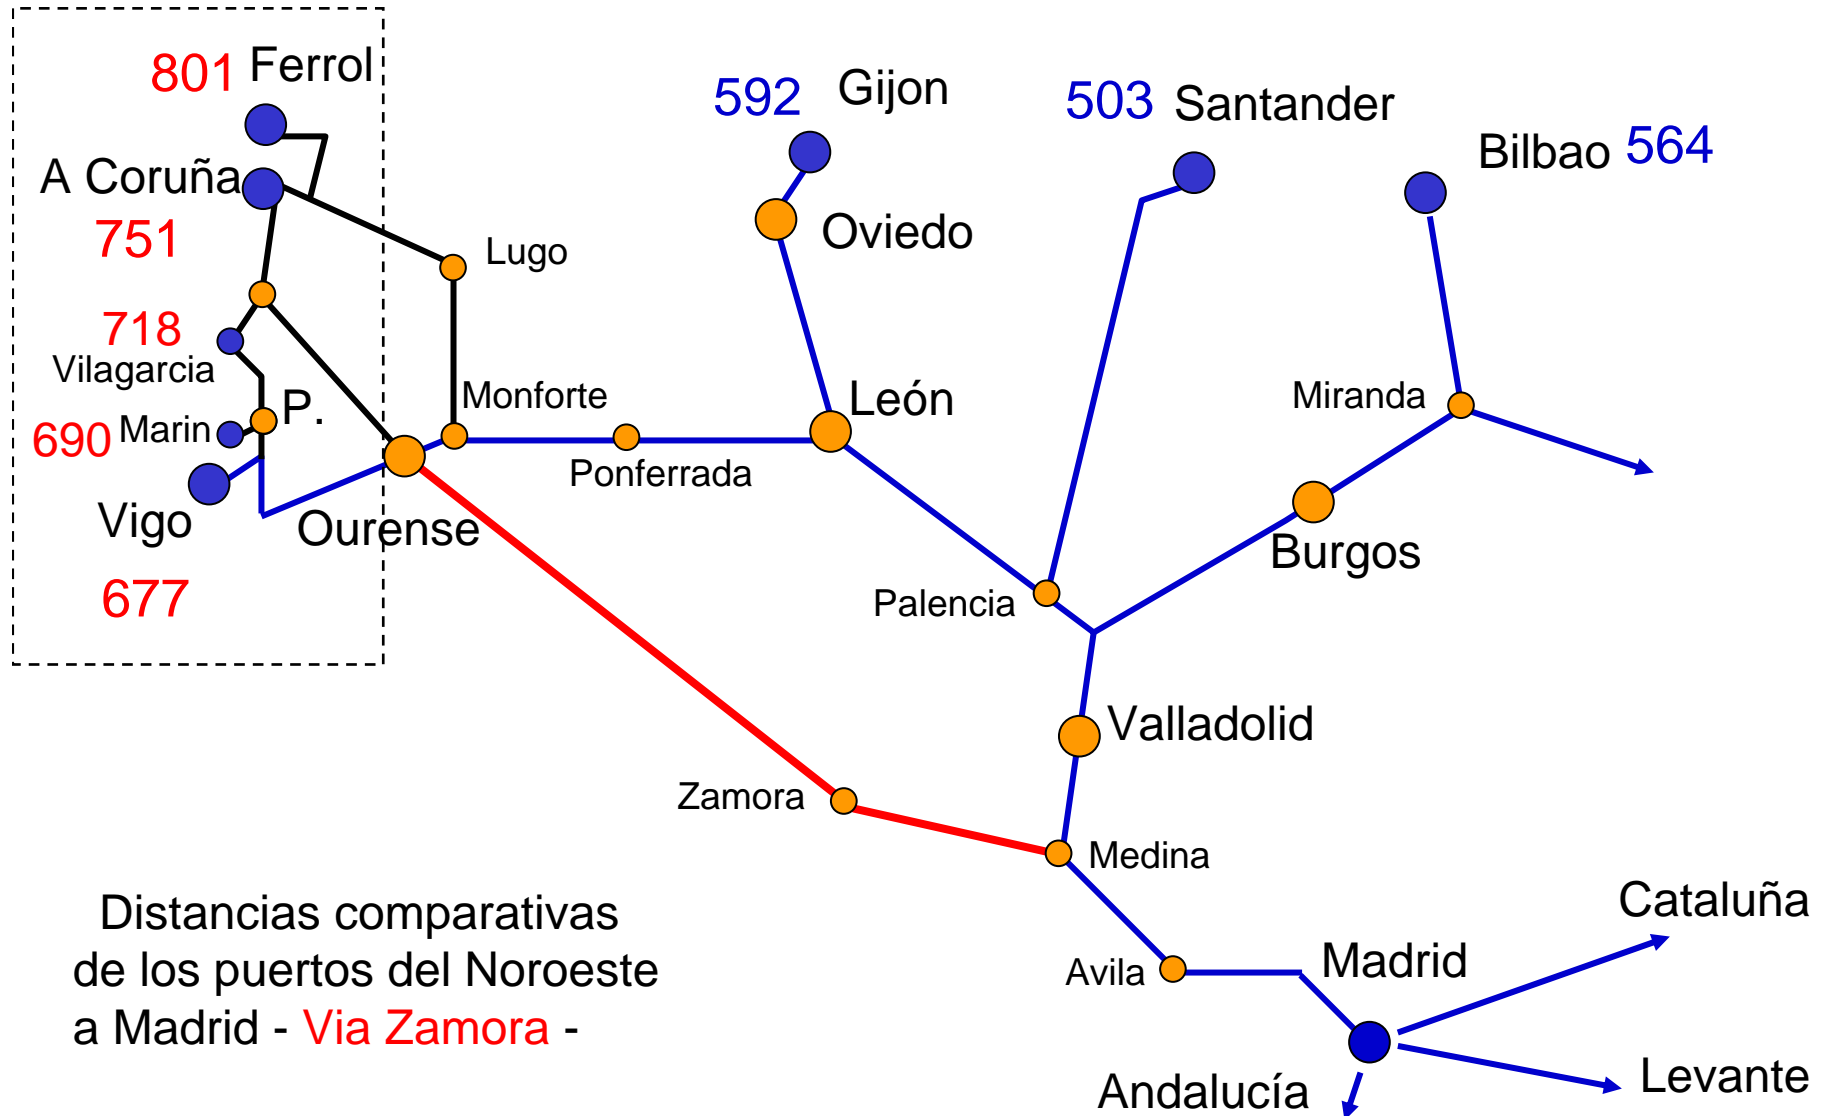 801 Ferrol
592 Gijon
503 Santander
Bilbao 564
A Coruña
751
Lugo
Oviedo
718
Vilagarcia
Monforte
León
Miranda
P.
690 Marin
Ponferrada
Vigo
Ourense
Burgos
677
Palencia
Valladolid
Zamora
Medina
Distancias comparativas
de los puertos del Noroeste
a Madrid - Via Zamora -
Cataluña
Avila
Madrid
Andalucía
Levante